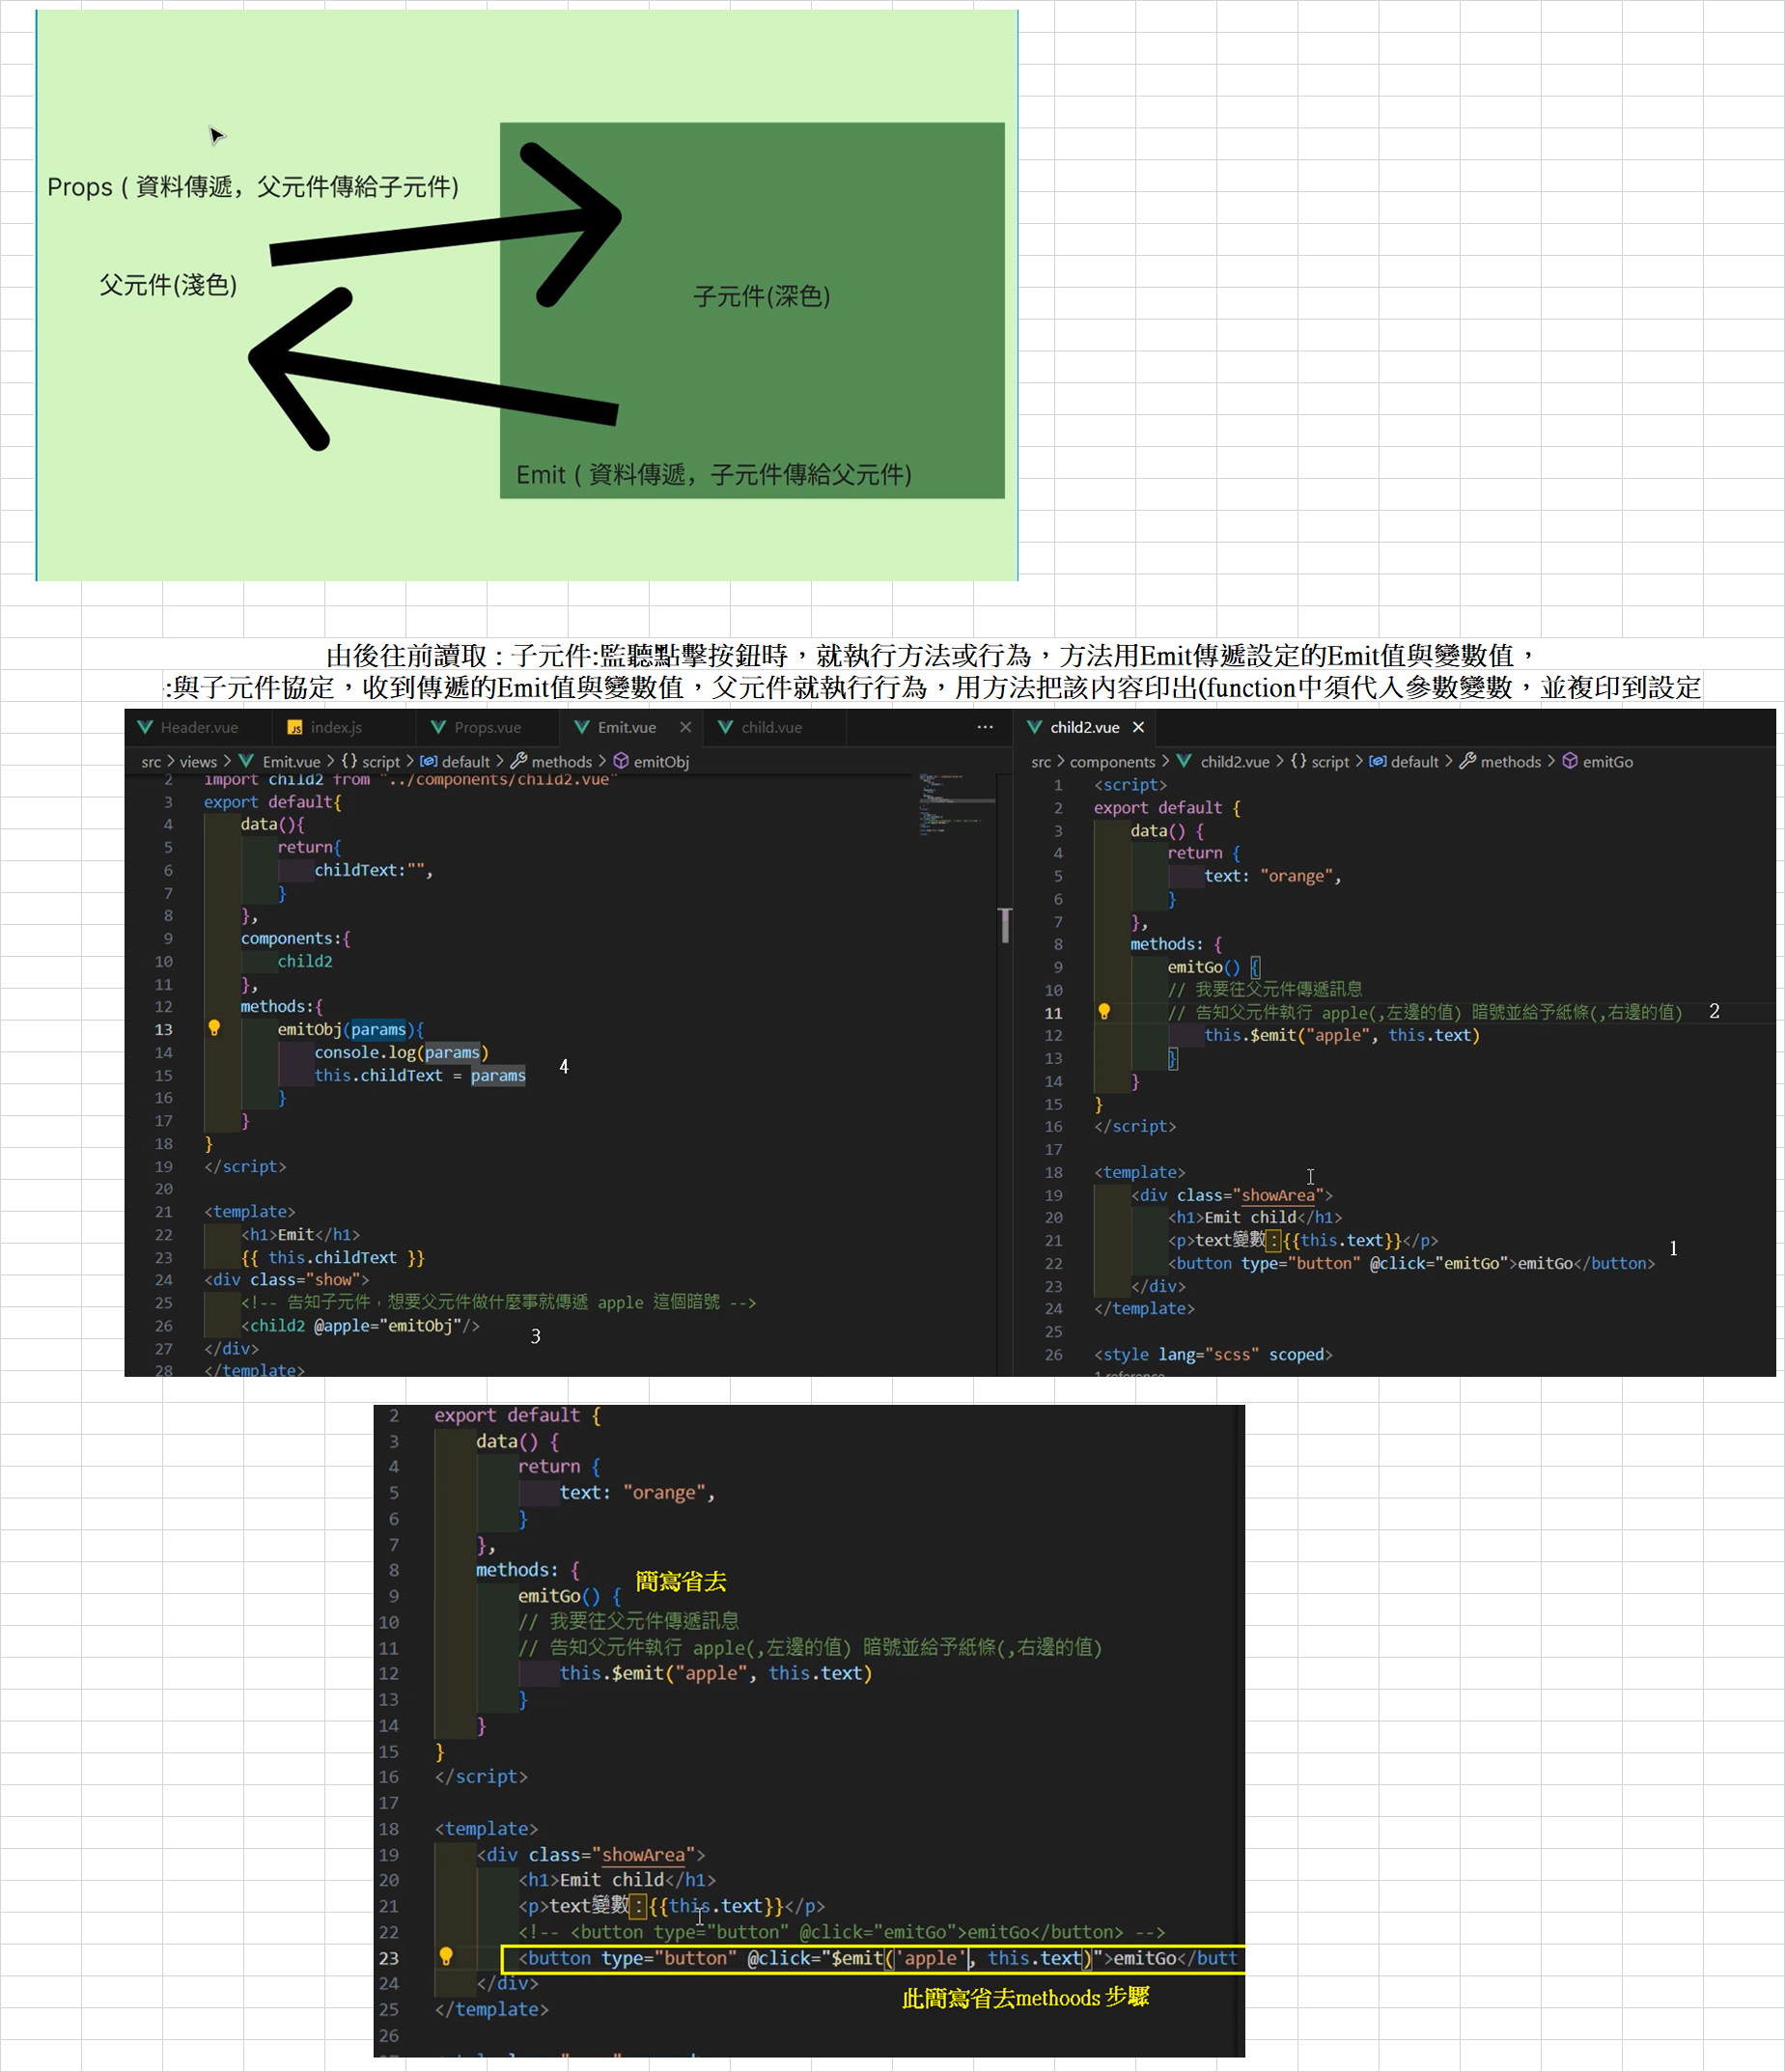 Props ( 資料傳遞，父元件傳給子元件)
父元件(淺色)
子元件(深色)
Emit ( 資料傳遞，子元件傳給父元件)
由後往前讀取：子元件:監聽點擊按鈕時，就執行方法或行為，方法用Emit傳遞設定的Emit值與變數值，
:與子元件協定，收到傳遞的Emit值與變數值，父元件就執行行為，用方法把該內容印出(function中須代入參數變數，並複印到設定
Header.vue index.js Props.vue Emit.vue child.vue ...
src > views > Emit.vue > {} script > default > methods > emitObj
2 import child2 from "../components/child2.vue"
3 export default{
4 data(){
5 return{
6 childText:"",
7 }
8 },
9 components:{
10 child2
11 },
12 methods:{
13 emitObj(params){
14 console.log(params)
15 this.childText = params
4
16 }
17 }
18 }
19 </script>
20
21 <template>
22 <h1>Emit</h1>
23 {{ this.childText }}
24 <div class="show">
25 <!-- 告知子元件，想要父元件做什麼事就傳遞 apple 這個暗號 -->
26 <child2 @apple="emitObj"/>
3
27 </div>
28 </template>
child2.vue
src > components > child2.vue > {} script > default > methods > emitGo
1 <script>
2 export default {
3 data() {
4 return {
5 text: "orange",
6 }
7 },
8 methods: {
9 emitGo() {
10 // 我要往父元件傳遞訊息
11 // 告知父元件執行 apple(,左邊的值) 暗號並給予紙條(,右邊的值) 2
12 this.$emit("apple", this.text)
13 }
14 }
15 }
16 </script>
17
18 <template>
19 <div class="showArea">
20 <h1>Emit child</h1>
21 <p>text變數：{{this.text}}</p>
1
22 <button type="button" @click="emitGo">emitGo</button>
23 </div>
24 </template>
25
26 <style lang="scss" scoped>
1 reference
2 export default {
3 data() {
4 return {
5 text: "orange",
6 }
7 },
8 methods: {
簡寫省去
9 emitGo() {
10 // 我要往父元件傳遞訊息
11 // 告知父元件執行 apple(,左邊的值) 暗號並給予紙條(,右邊的值)
12 this.$emit("apple", this.text)
13 }
14 }
15 }
16 </script>
17
18 <template>
19 <div class="showArea">
20 <h1>Emit child</h1>
21 <p>text變數：{{this.text}}</p>
22 <!-- <button type="button" @click="emitGo">emitGo</button> -->
23 <button type="button" @click="$emit('apple', this.text)">emitGo</butt
24 </div>
此簡寫省去methoods 步驟
25 </template>
26